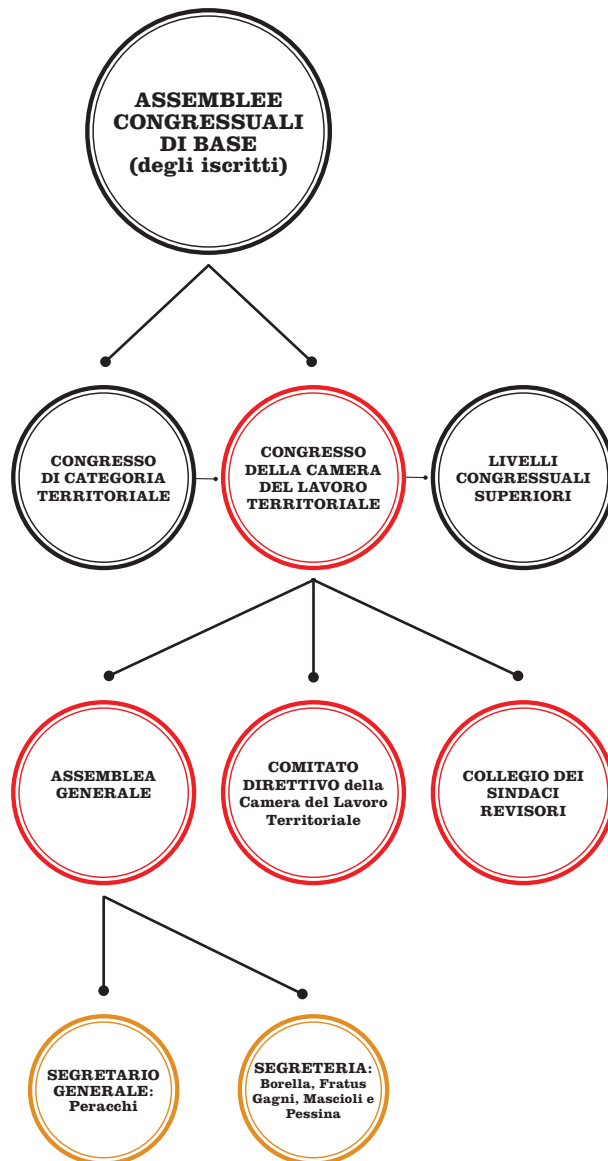 ASSEMBLEE
CONGRESSUALI
DI BASE
(degli iscritti)
CONGRESSO
DI CATEGORIA
TERRITORIALE
CONGRESSO
DELLA CAMERA
DEL LAVORO
TERRITORIALE
LIVELLI
CONGRESSUALI
SUPERIORI
ASSEMBLEA
GENERALE
COMITATO
DIRETTIVO della
Camera del Lavoro
Territoriale
COLLEGIO DEI
SINDACI
REVISORI
SEGRETARIO
GENERALE:
Peracchi
SEGRETERIA:
Borella, Fratus
Gagni, Mascioli e
Pessina